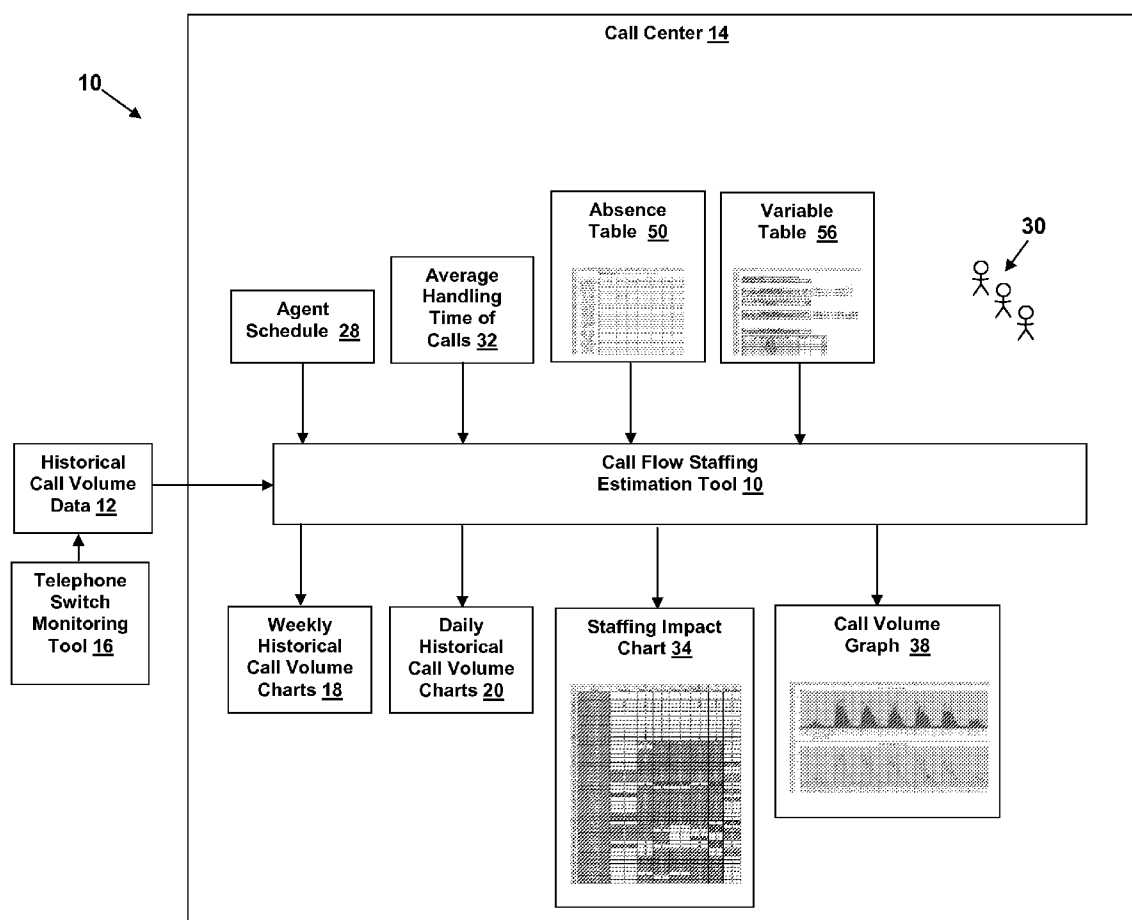 Call Center 14
10
Absence
Table 50
Variable
Table 56
30
Average
Handling
Time of
Calls 32
Agent
Schedule 28
Historical
Call Volume
Data 12
Call Flow Staffing
Estimation Tool 10
Telephone
Switch
Monitoring
Tool 16
Weekly
Historical
Call Volume
Charts 18
Daily
Historical
Call Volume
Charts 20
Staffing Impact
Chart 34
Call Volume
Graph 38